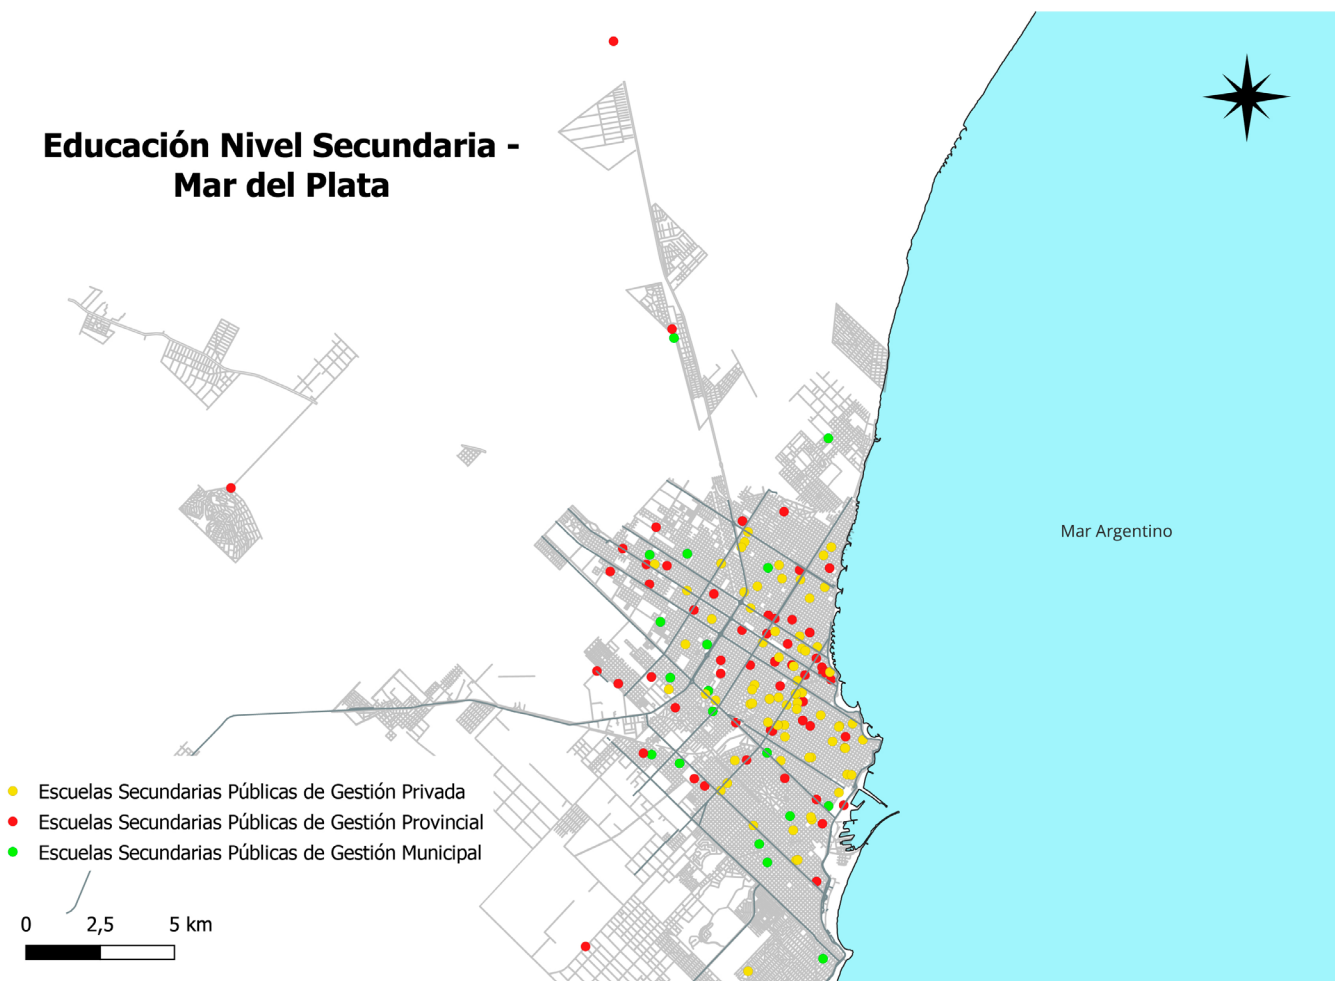 Educación Nivel Secundaria -
Mar del Plata
Mar Argentino
Escuelas Secundarias Públicas de Gestión Privada
Escuelas Secundarias Públicas de Gestión Provincial
Escuelas Secundarias Públicas de Gestión Municipal
0 2,5 5 km